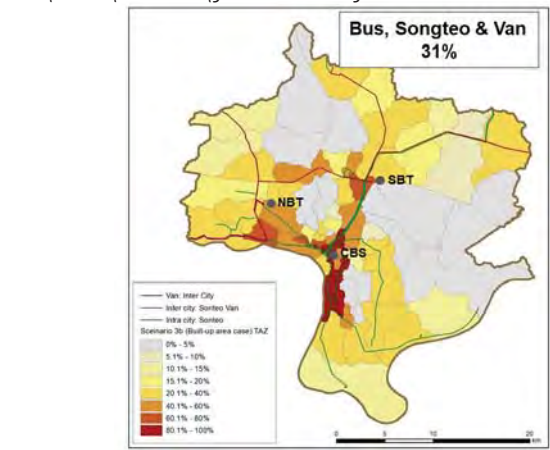 Bus, Songteo & Van
31%
SBT
NBT
CBS
Van: Inter City
Inter city: Sonteo Van
Intra city: Sonteo
Sceinario 3b (Built-up area case) TAZ
0% - 5%
5.1% - 10%
10.1% - 15%
15.1% - 20%
20.1% - 40%
40.1% - 60%
60.1% - 80%
80.1% - 100%
0 5 10 20
km